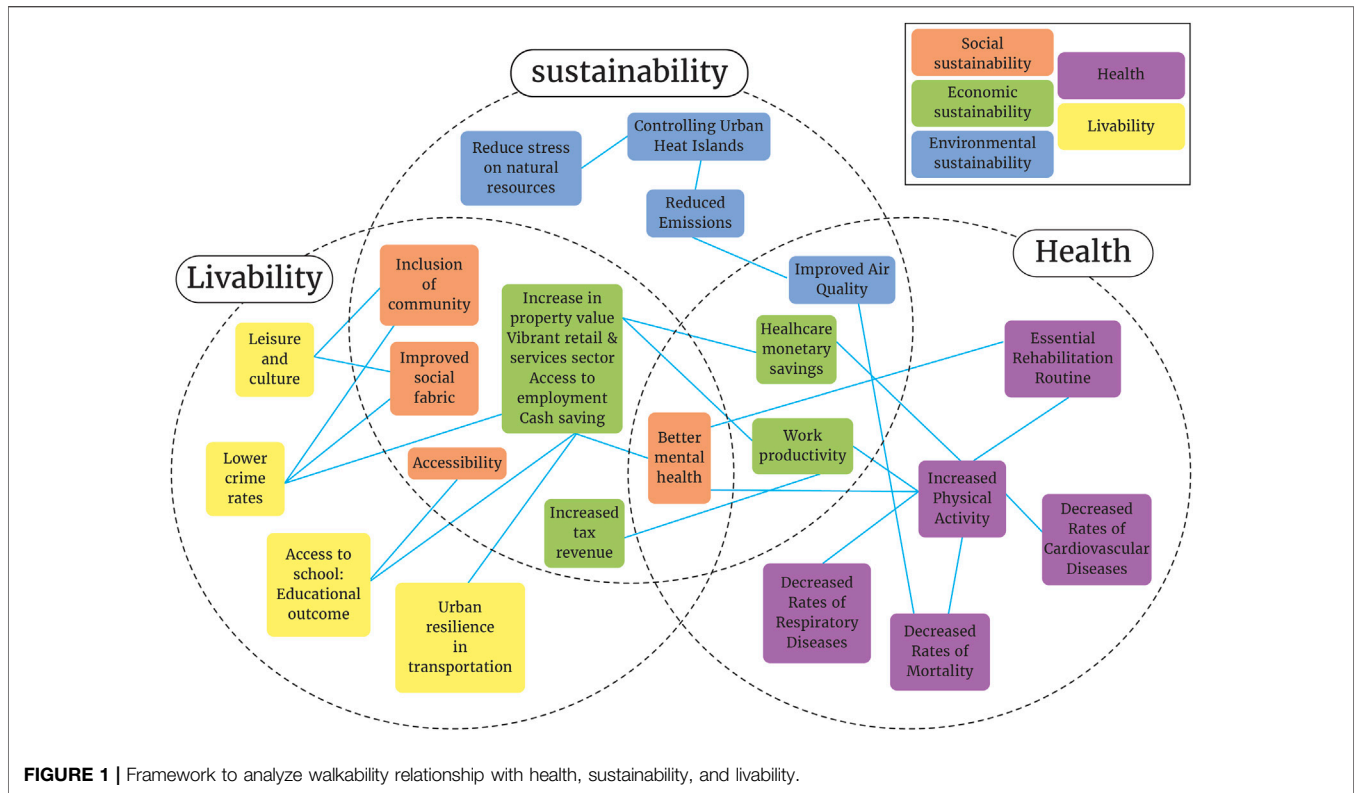 sustainability
Social
sustainability
Economic
sustainability
Environmental
sustainability
Health
Livability
Reduce stress
on natural
resources
Controlling Urban
Heat Islands
Reduced
Emissions
Livability
Health
Inclusion
of
community
Improved Air
Quality
Increase in
property value
Vibrant retail &
services sector
Access to
employment
Cash saving
Healhcare
monetary
savings
Essential
Rehabilitation
Routine
Leisure
and
culture
Improved
social
fabric
Better
mental
health
Work
productivity
Lower
crime
rates
Accessibility
Increased
Physical
Activity
Increased
tax
revenue
Decreased
Rates of
Cardiovascular
Diseases
Access to
school:
Educational
outcome
Urban
resilience
in
transportation
Decreased
Rates of
Respiratory
Diseases
Decreased
Rates of
Mortality
FIGURE 1 | Framework to analyze walkability relationship with health, sustainability, and livability.